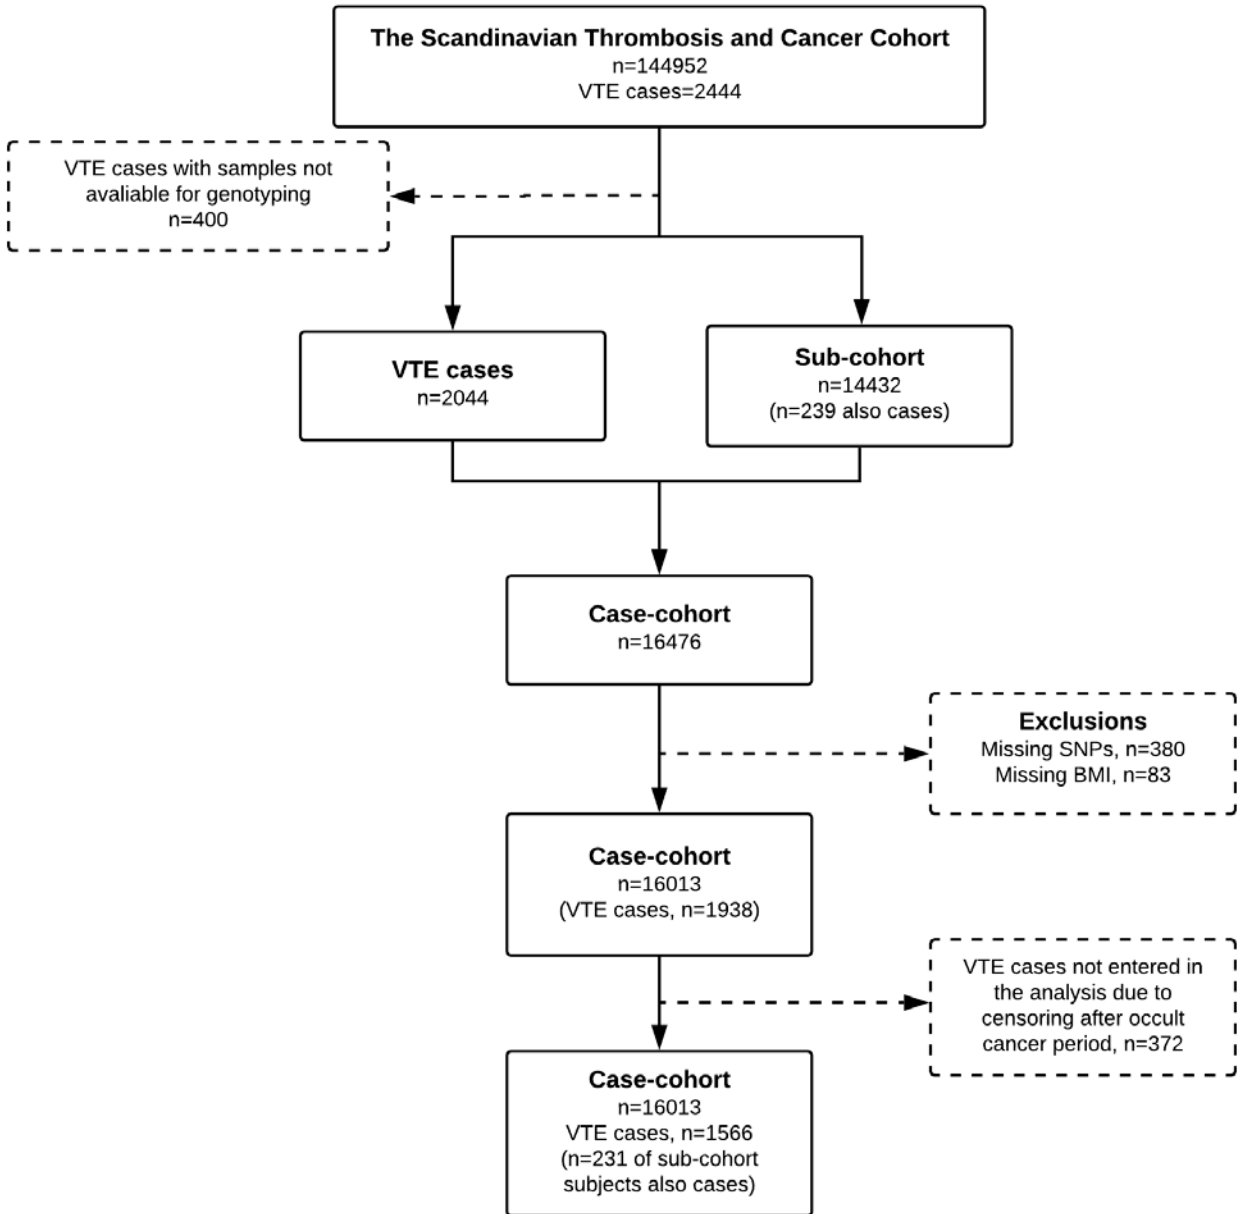 The Scandinavian Thrombosis and Cancer Cohort
n=144952
VTE cases=2444
VTE cases with samples not
avaliable for genotyping
n=400
VTE cases
n=2044
Sub-cohort
n=14432
(n=239 also cases)
Case-cohort
n=16476
Exclusions
Missing SNPs, n=380
Missing BMI, n=83
Case-cohort
n=16013
(VTE cases, n=1938)
VTE cases not entered in
the analysis due to
censoring after occult
cancer period, n=372
Case-cohort
n=16013
VTE cases, n=1566
(n=231 of sub-cohort
subjects also cases)